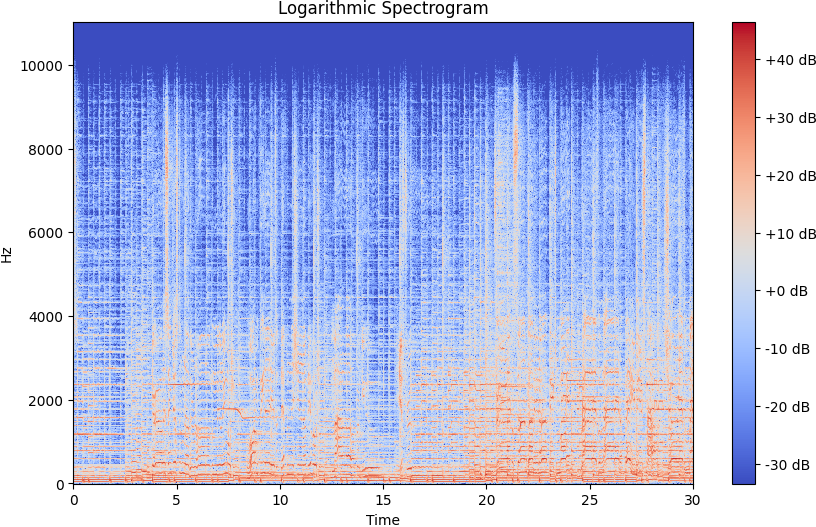 Logarithmic Spectrogram
Hz
10000
8000
6000
4000
2000
0
0 5 10 15 20 25 30
Time
+40 dB
+30 dB
+20 dB
+10 dB
+0 dB
-10 dB
-20 dB
-30 dB